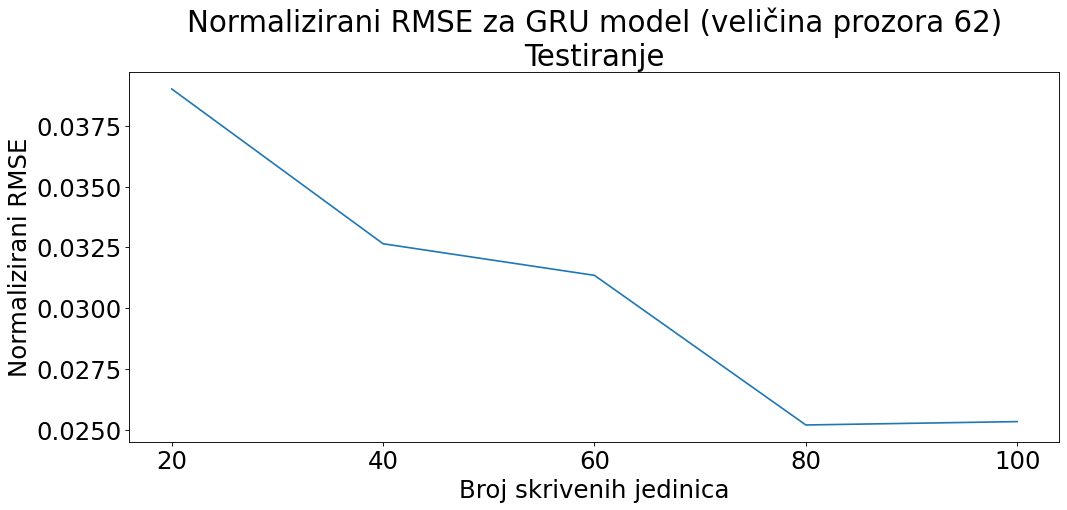 Normalizirani RMSE za GRU model (veličina prozora 62)
Testiranje
Normalizirani RMSE
0.0375
0.0350
0.0325
0.0300
0.0275
0.0250
20 40 60 80 100
Broj skrivenih jedinica